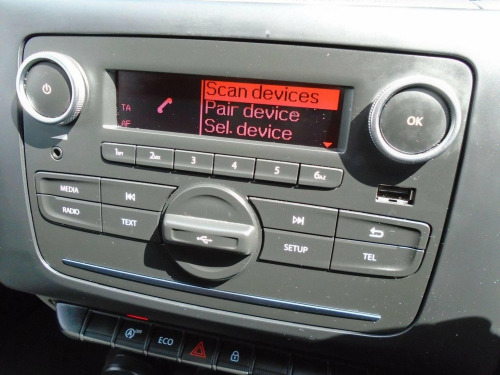 Scan devices
TA
Pair device
AF
Sel. device
OK
1
2
3
4
5
6
MEDIA
RADIO
TEXT
SETUP
TEL
ECO